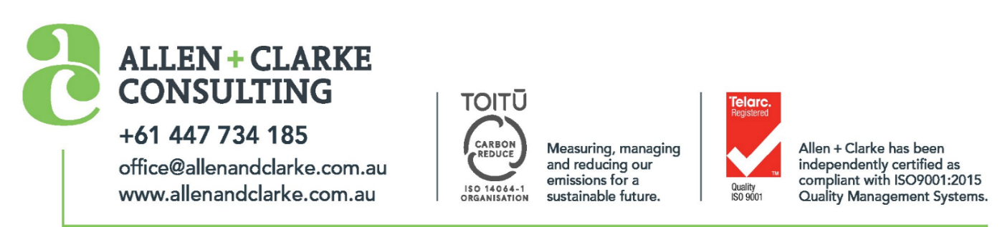 ac
ALLEN + CLARKE
CONSULTING
+61 447 734 185
office@allenandclarke.com.au
www.allenandclarke.com.au
TOITŪ
CARBON
REDUCE
ISO 14064-1
ORGANISATION
Measuring, managing
and reducing our
emissions for a
sustainable future.
Telarc.
Registered
TM
Quality
ISO 9001
Allen + Clarke has been
independently certified as
compliant with ISO9001:2015
Quality Management Systems.